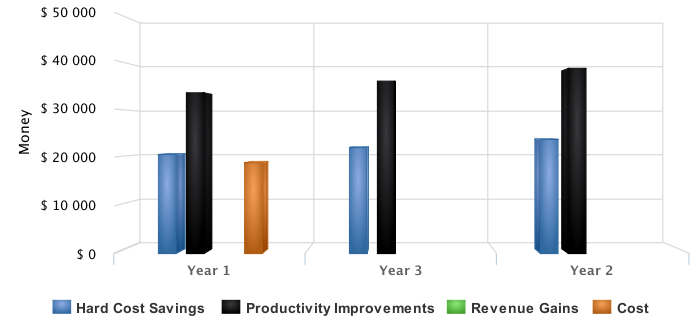 $ 50 000
$ 40 000
$ 30 000
$ 20 000
$ 10 000
$ 0
Money
Year 1 Year 3 Year 2
Hard Cost Savings Productivity Improvements Revenue Gains Cost